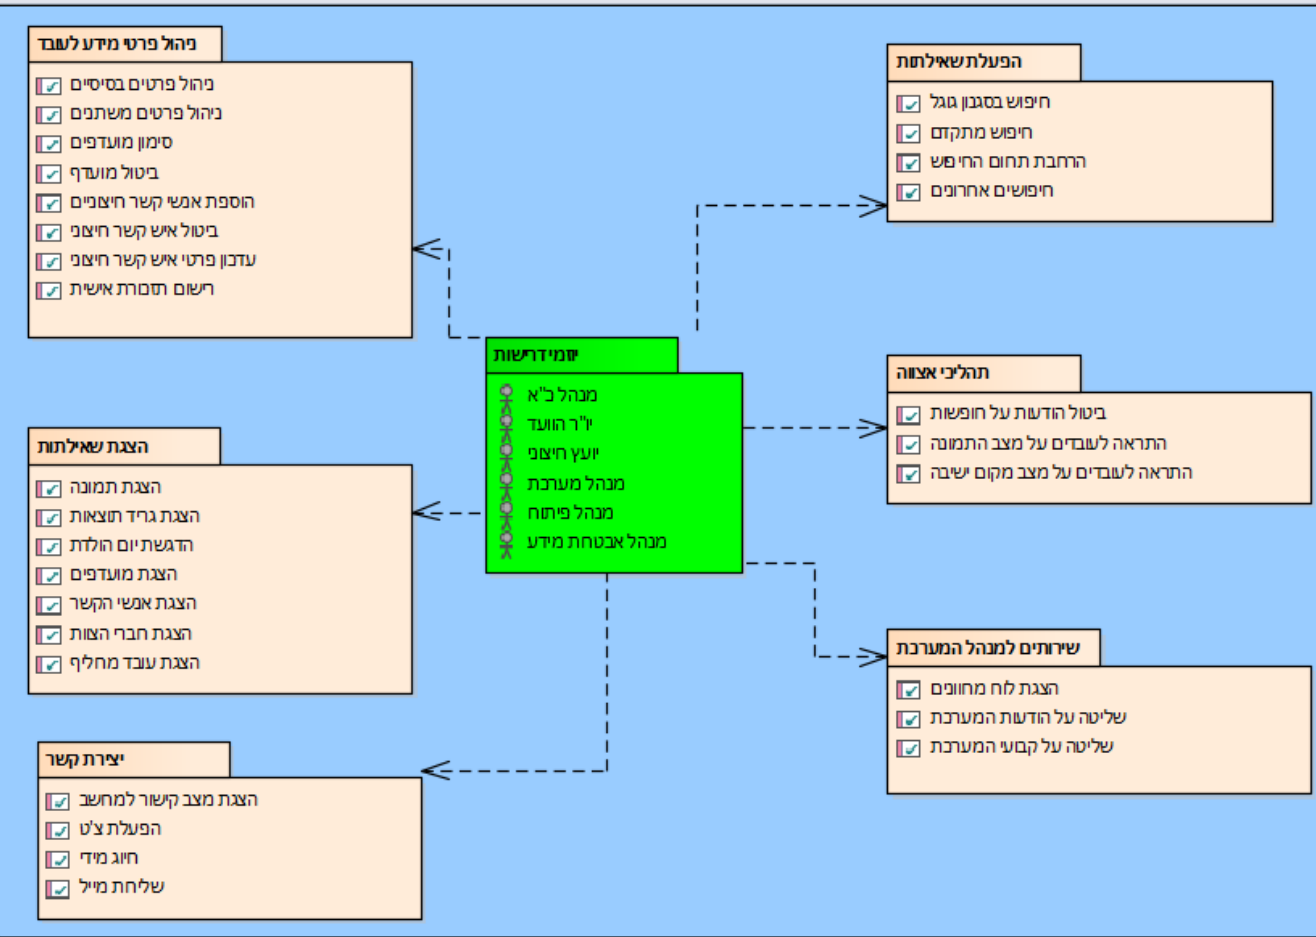 ניהול פרטי מידע לעובד
ניהול פרטים בסיסיים
ניהול פרטים משתנים
סימון מועדפים
ביטול מועדף
הוספת אנשי קשר חיצוניים
ביטול איש קשר חיצוני
עדכון פרטי איש קשר חיצוני
רישום תזכורת אישית
הפעלת שאילתות
חיפוש בסגנון גוגל
חיפוש מתקדם
הרחבת תחום החיפוש
חיפושים אחרונים
יוזמי דרישות
מנהל כ"א
יו"ר הוועד
יועץ חיצוני
מנהל מערכת
מנהל פיתוח
מנהל אבטחת מידע
תהליכי אצווה
ביטול הודעות על חופשות
התראה לעובדים על מצב התמונה
התראה לעובדים על מצב מקום ישיבה
הצגת שאילתות
הצגת תמונה
הצגת גריד תוצאות
הדגשת יום הולדת
הצגת מועדפים
הצגת אנשי הקשר
הצגת חברי הצוות
הצגת עובד מחליף
שירותים למנהל המערכת
הצגת לוח מחוונים
שליטה על הודעות המערכת
שליטה על קבועי המערכת
יצירת קשר
הצגת מצב קישור למחשב
הפעלת צ'ט
חיוג מידי
שליחת מייל